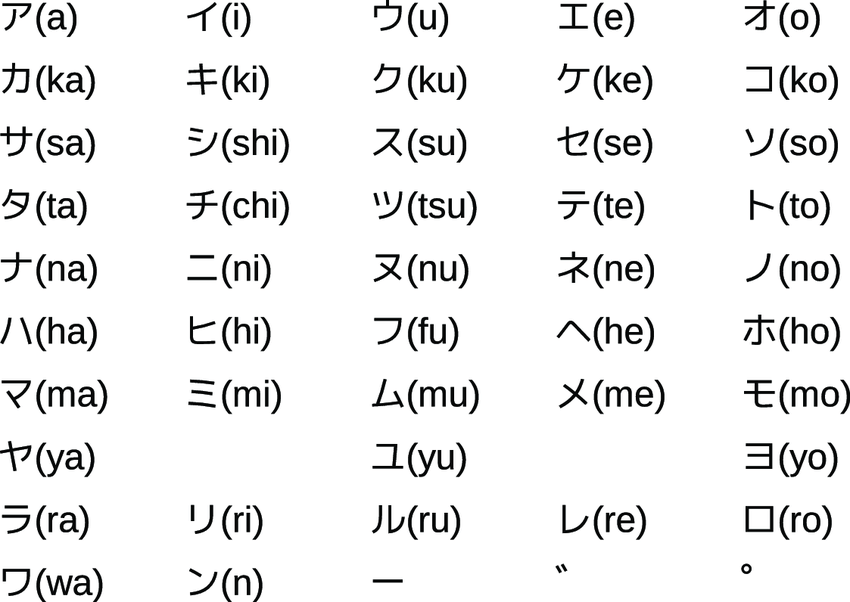 ア(a) イ(i) ウ(u) エ(e) オ(o)
カ(ka) キ(ki) ク(ku) ケ(ke) コ(ko)
サ(sa) シ(shi) ス(su) セ(se) ソ(so)
タ(ta) チ(chi) ツ(tsu) テ(te) ト(to)
ナ(na) ニ(ni) ヌ(nu) ネ(ne) ノ(no)
ハ(ha) ヒ(hi) フ(fu) ヘ(he) ホ(ho)
マ(ma) ミ(mi) ム(mu) メ(me) モ(mo)
ヤ(ya) ユ(yu) ヨ(yo)
ラ(ra) リ(ri) ル(ru) レ(re) ロ(ro)
ワ(wa) ン(n) ー ゛ ゜